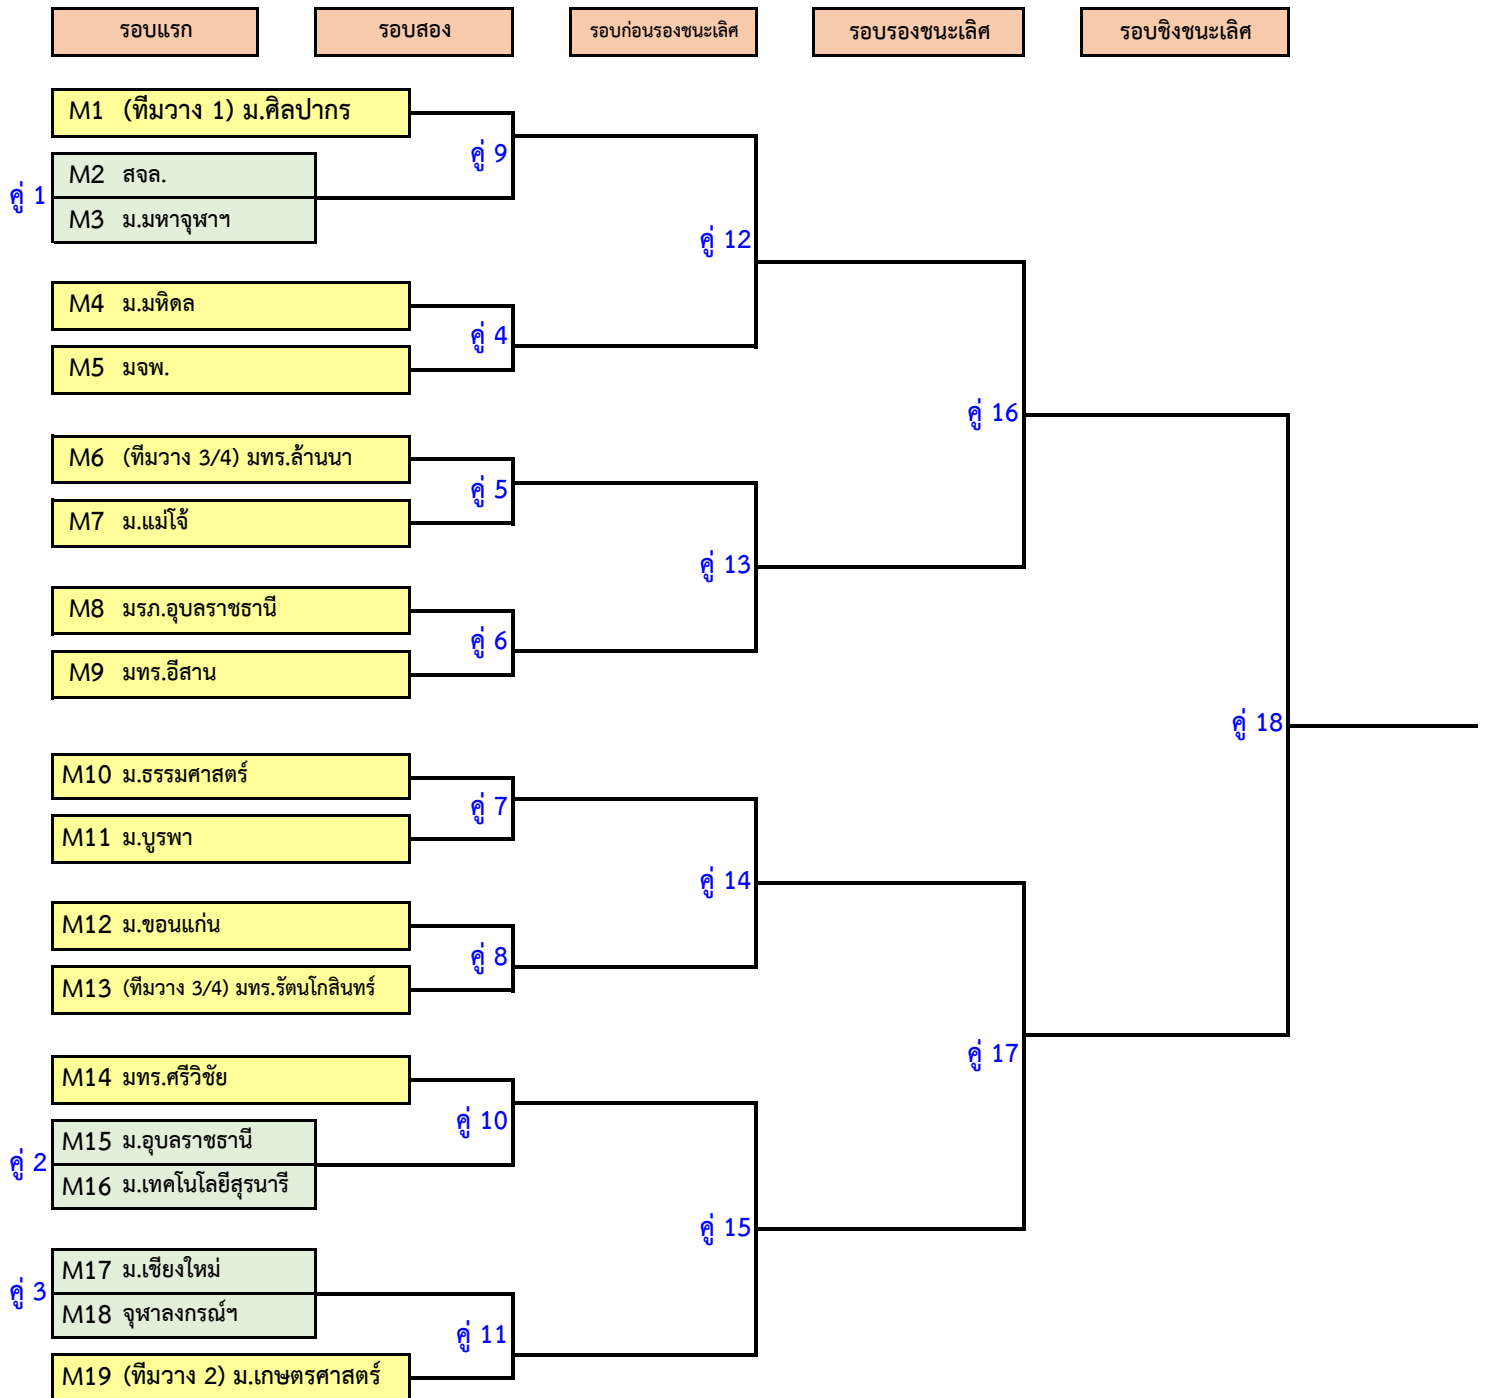 รอบแรก
รอบสอง
รอบก่อนรองชนะเลิศ
รอบรองชนะเลิศ
รอบชิงชนะเลิศ
M1 (ทีมวาง 1) ม.ศิลปากร
คู่ 9
M2 สจล.
คู่ 1
M3 ม.มหาจุฬาฯ
คู่ 12
M4 ม.มหิดล
คู่ 4
M5 มจพ.
คู่ 16
M6 (ทีมวาง 3/4) มทร.ล้านนา
คู่ 5
M7 ม.แม่โจ้
คู่ 13
M8 มรภ.อุบลราชธานี
คู่ 6
M9 มทร.อีสาน
คู่ 18
M10 ม.ธรรมศาสตร์
คู่ 7
M11 ม.บูรพา
คู่ 14
M12 ม.ขอนแก่น
คู่ 8
M13 (ทีมวาง 3/4) มทร.รัตนโกสินทร์
คู่ 17
M14 มทร.ศรีวิชัย
คู่ 10
M15 ม.อุบลราชธานี
คู่ 2
M16 ม.เทคโนโลยีสุรนารี
คู่ 15
M17 ม.เชียงใหม่
คู่ 3
M18 จุฬาลงกรณ์ฯ
คู่ 11
M19 (ทีมวาง 2) ม.เกษตรศาสตร์